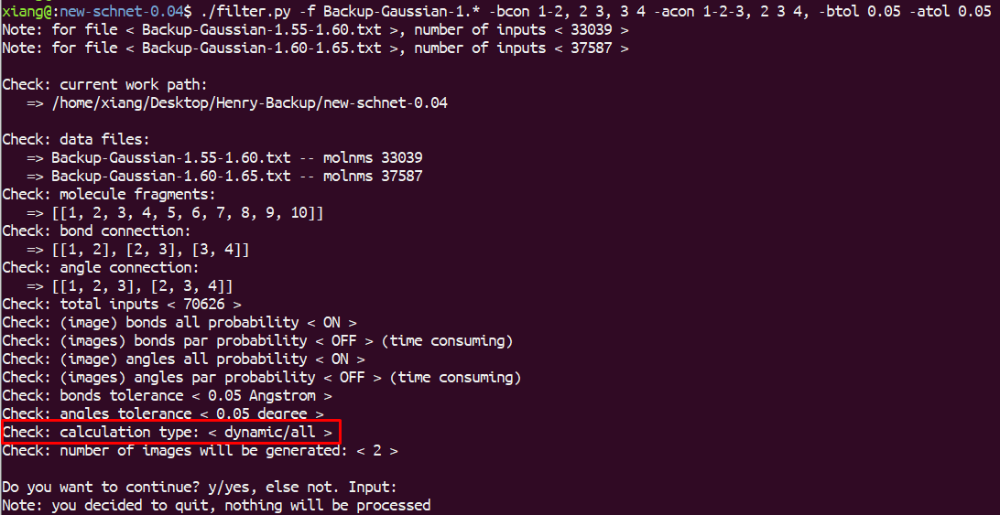 xiang@:new-schnet-0.04$ ./filter.py -f Backup-Gaussian-1.* -bcon 1-2, 2 3, 3 4 -acon 1-2-3, 2 3 4, -btol 0.05 -atol 0.05
Note: for file < Backup-Gaussian-1.55-1.60.txt >, number of inputs < 33039 >
Note: for file < Backup-Gaussian-1.60-1.65.txt >, number of inputs < 37587 >
Check: current work path:
=> /home/xiang/Desktop/Henry-Backup/new-schnet-0.04
Check: data files:
=> Backup-Gaussian-1.55-1.60.txt -- molnms 33039
=> Backup-Gaussian-1.60-1.65.txt -- molnms 37587
Check: molecule fragments:
=> [[1, 2, 3, 4, 5, 6, 7, 8, 9, 10]]
Check: bond connection:
=> [[1, 2], [2, 3], [3, 4]]
Check: angle connection:
=> [[1, 2, 3], [2, 3, 4]]
Check: total inputs < 70626 >
Check: (image) bonds all probability < ON >
Check: (images) bonds par probability < OFF > (time consuming)
Check: (images) angles all probability < ON >
Check: (images) angles par probability < OFF > (time consuming)
Check: bonds tolerance < 0.05 Angstrom >
Check: angles tolerance < 0.05 degree >
Check: calculation type: < dynamic/all >
Check: number of images will be generated: < 2 >
Do you want to continue? y/yes, else not. Input:
Note: you decided to quit, nothing will be processed